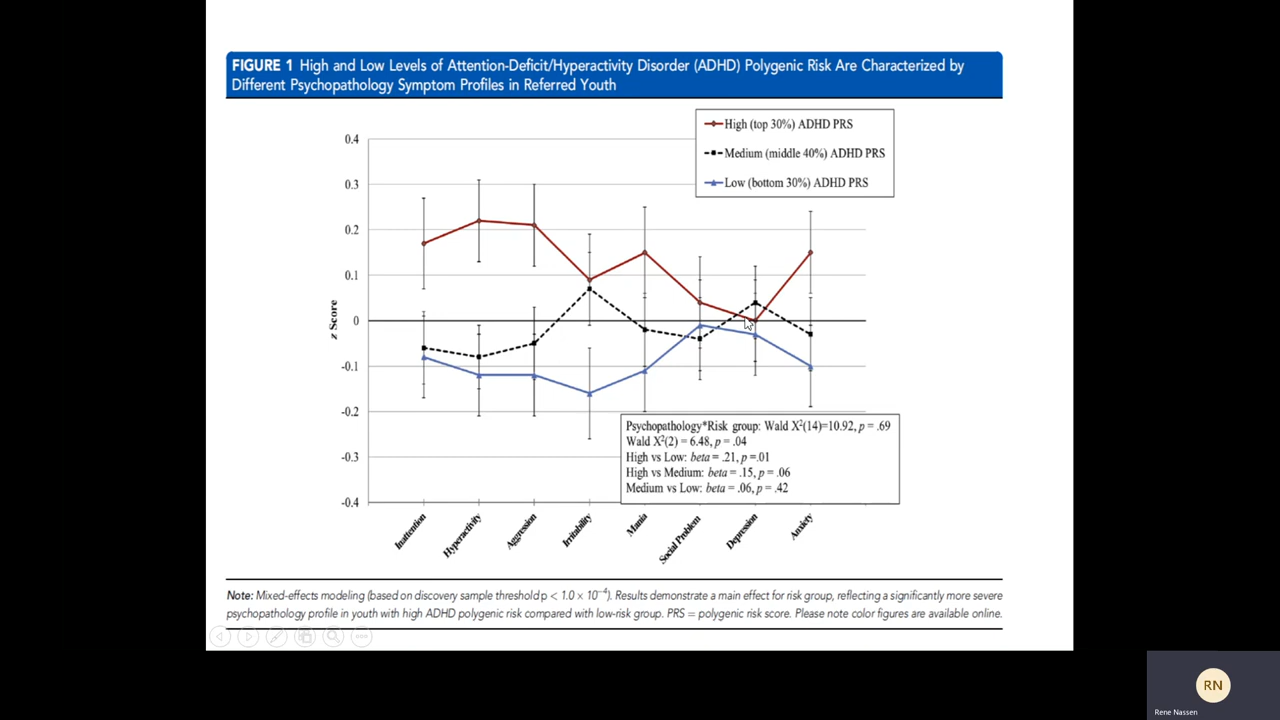 FIGURE 1 High and Low Levels of Attention-Deficit/Hyperactivity Disorder (ADHD) Polygenic Risk Are Characterized by
Different Psychopathology Symptom Profiles in Referred Youth
High (top 30%) ADHD PRS
Medium (middle 40%) ADHD PRS
Low (bottom 30%) ADHD PRS
0.4
0.3
0.2
0.1
0
-0.1
-0.2
-0.3
-0.4
z Score
Psychopathology*Risk group: Wald X²(14)=10.92, p = .69
Wald X²(2) = 6.48, p = .04
High vs Low: beta = .21, p =.01
High vs Medium: beta = .15, p = .06
Medium vs Low: beta = .06, p = .42
Inattention
Hyperactivity
Aggression
Irritability
Mania
Social Problem
Depression
Anxiety
Note: Mixed-effects modeling (based on discovery sample threshold p < 1.0 × 10⁻⁴). Results demonstrate a main effect for risk group, reflecting a significantly more severe
psychopathology profile in youth with high ADHD polygenic risk compared with low-risk group. PRS = polygenic risk score. Please note color figures are available online.
RN
Rene Nassen